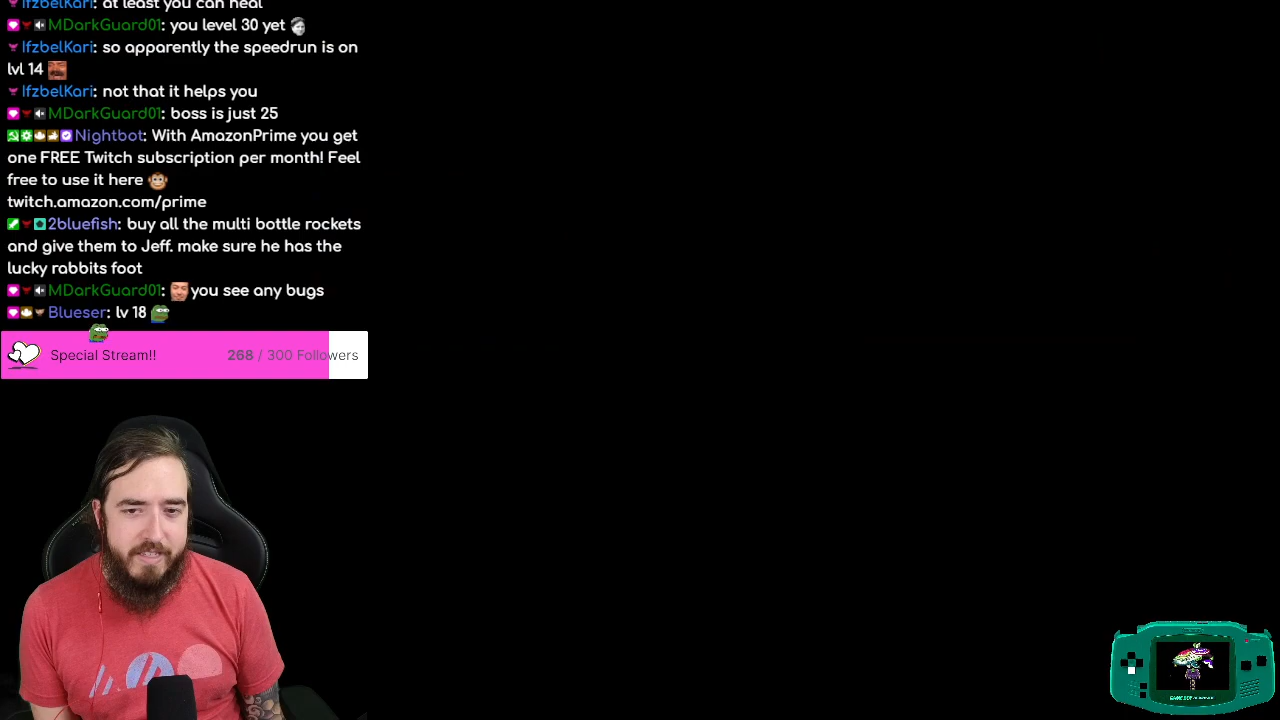 IfzbelKari: at least you can heal
MDarkGuard01: you level 30 yet
IfzbelKari: so apparently the speedrun is on
lvl 14
IfzbelKari: not that it helps you
MDarkGuard01: boss is just 25
Nightbot: With AmazonPrime you get
one FREE Twitch subscription per month! Feel
free to use it here
twitch.amazon.com/prime
2bluefish: buy all the multi bottle rockets
and give them to Jeff. make sure he has the
lucky rabbits foot
MDarkGuard01: you see any bugs
Blueser: lv 18
Special Stream!! 268 / 300 Followers